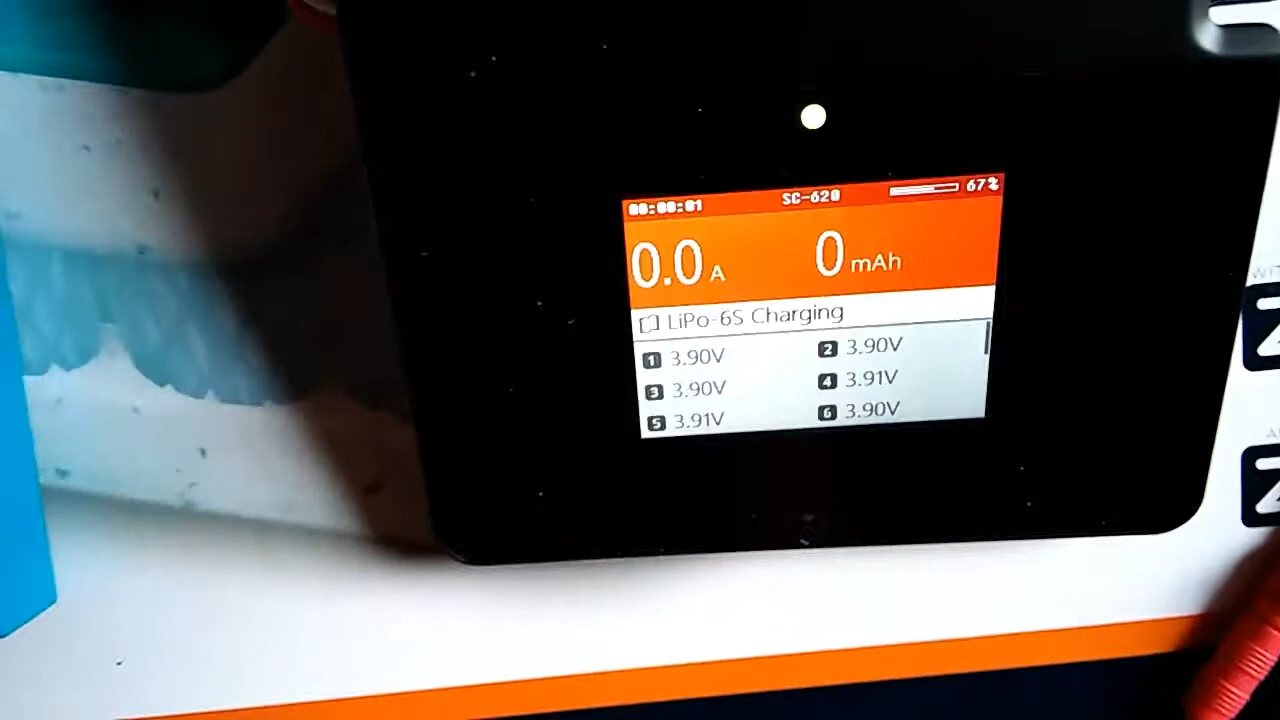 00:00:01 SC-620 67%
0.0 A 0 mAh
LiPo-6S Charging
1 3.90V 2 3.90V
3 3.90V 4 3.91V
5 3.91V 6 3.90V